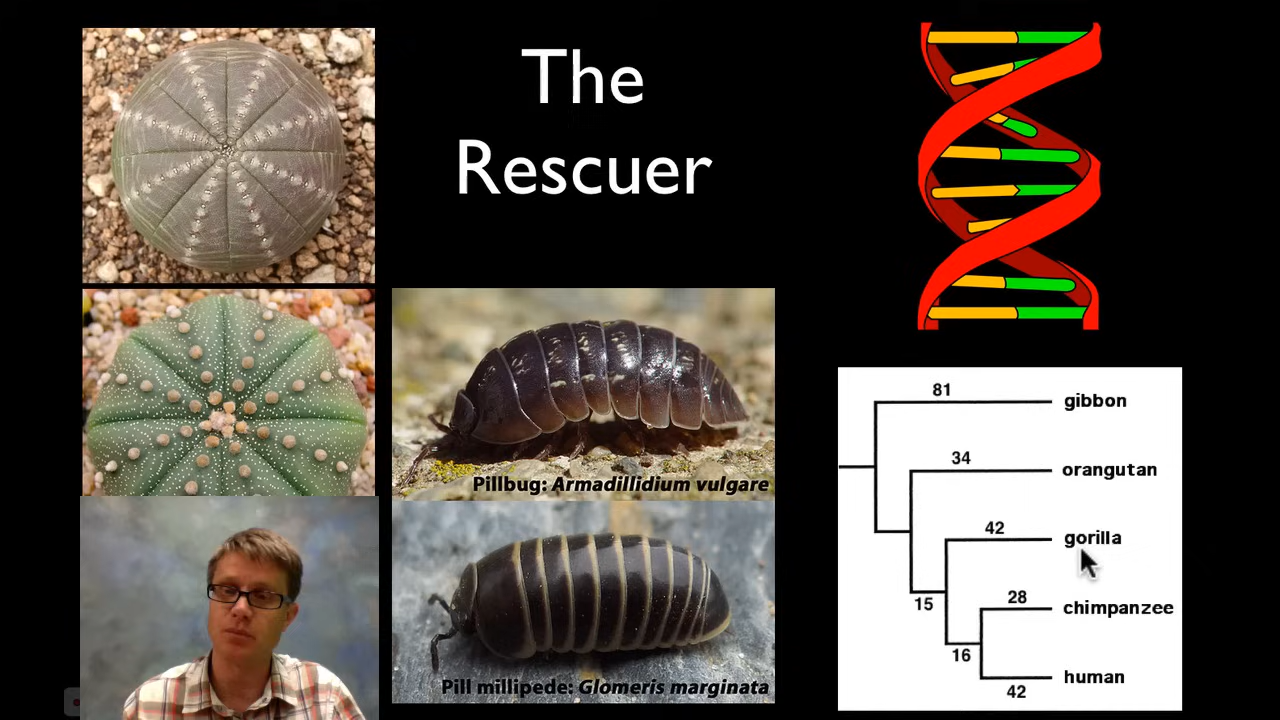 The
Rescuer
Pillbug: Armadillidium vulgare
Pill millipede: Glomeris marginata
81
gibbon
34
orangutan
42
gorilla
15
28
chimpanzee
16
human
42